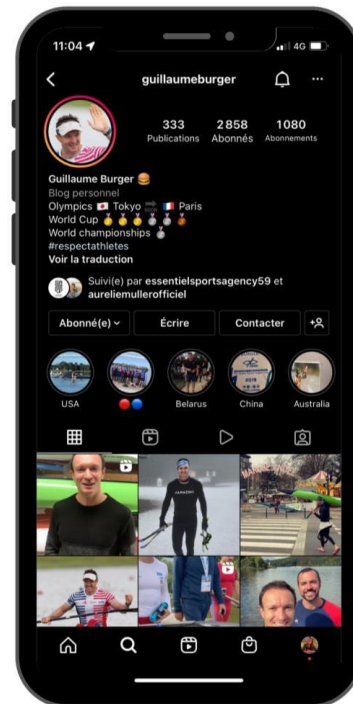 11:04
4G
guillaumeburger
333 2 858 1080
Publications Abonnés Abonnements
Guillaume Burger 🍔
Blog personnel
Olympics 🇯🇵 Tokyo 🔜 🇫🇷 Paris
World Cup 🥇🥇🥇🥈🥈🥉
World championships 🥈
#respectathletes
Voir la traduction
Suivi(e) par essentielsportsagency59 et
aureliemullerofficiel
Abonné(e) Écrire Contacter
USA 🔴🔵 Belarus China Australia